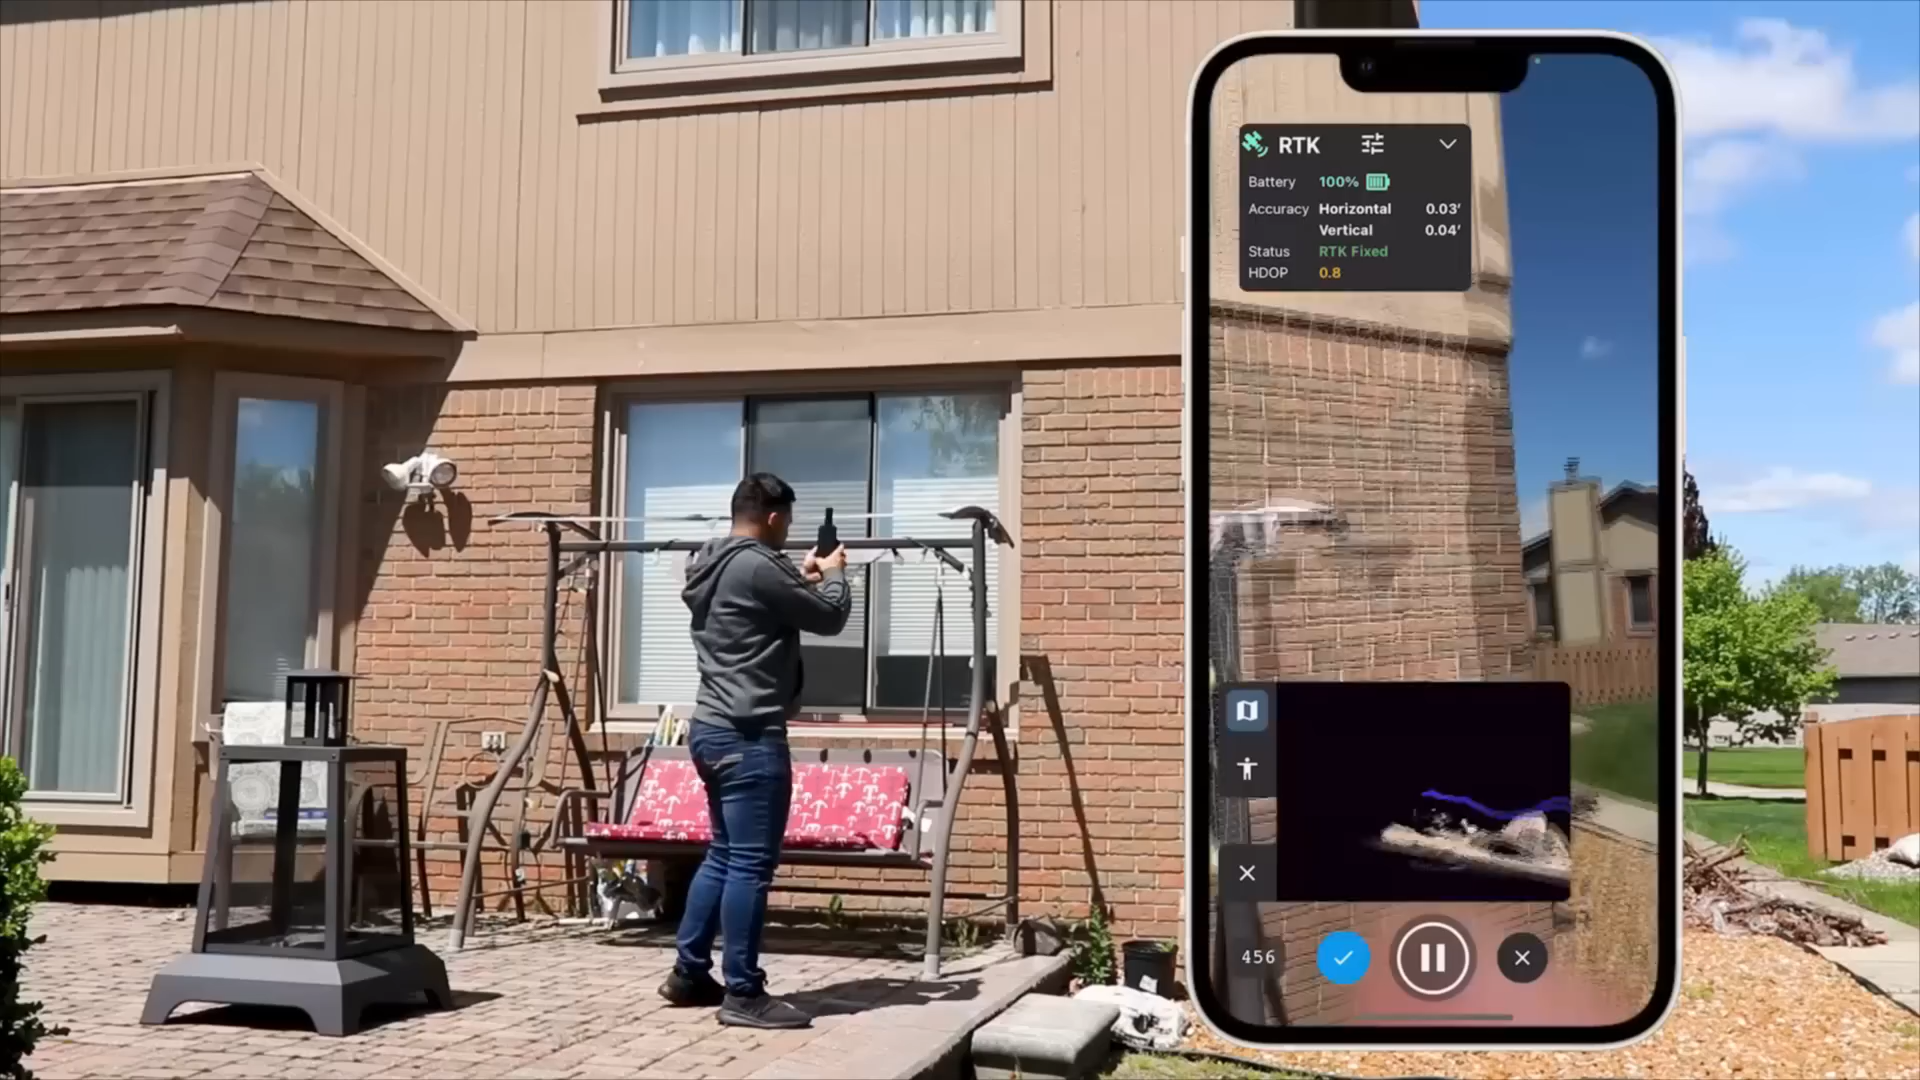 RTK
Battery 100%
Accuracy Horizontal 0.03'
Vertical 0.04'
Status RTK Fixed
HDOP 0.8
456